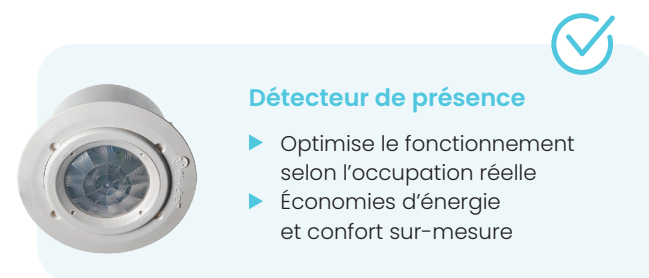 Détecteur de présence
Optimise le fonctionnement
selon l’occupation réelle
Économies d’énergie
et confort sur-mesure